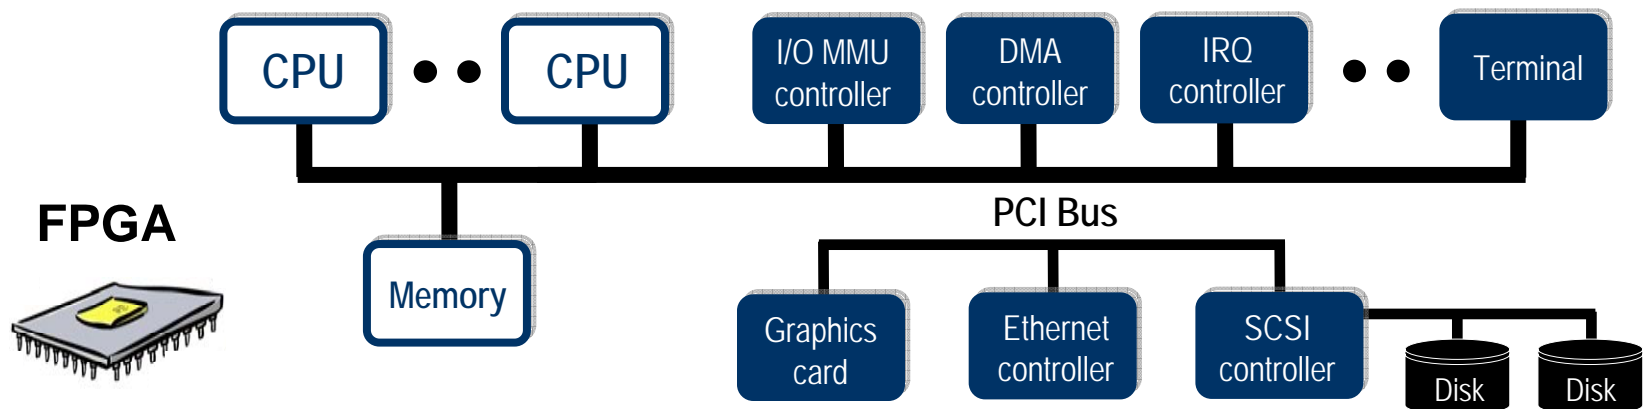 CPU
CPU
I/O MMU
controller
DMA
controller
IRQ
controller
Terminal
FPGA
PCI Bus
Memory
Graphics
card
Ethernet
controller
SCSI
controller
Disk
Disk